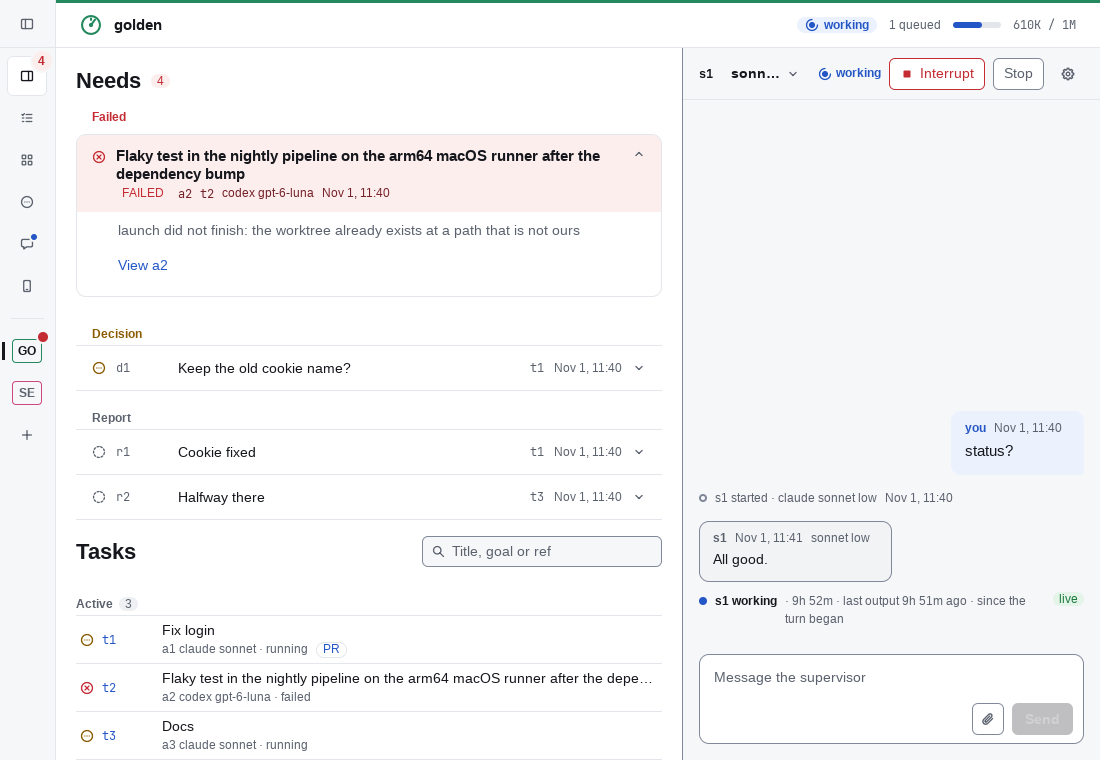 golden
working
1 queued
610K / 1M
4
GO
SE
Needs 4
Failed
Flaky test in the nightly pipeline on the arm64 macOS runner after the
dependency bump
FAILED a2 t2 codex gpt-6-luna Nov 1, 11:40
launch did not finish: the worktree already exists at a path that is not ours
View a2
Decision
d1 Keep the old cookie name? t1 Nov 1, 11:40
Report
r1 Cookie fixed t1 Nov 1, 11:40
r2 Halfway there t3 Nov 1, 11:40
Tasks
Title, goal or ref
Active 3
t1 Fix login
a1 claude sonnet · running PR
t2 Flaky test in the nightly pipeline on the arm64 macOS runner after the depe…
a2 codex gpt-6-luna · failed
t3 Docs
a3 claude sonnet · running
s1 sonn… working Interrupt Stop
you Nov 1, 11:40
status?
s1 started · claude sonnet low Nov 1, 11:40
s1 Nov 1, 11:41 sonnet low
All good.
s1 working · 9h 52m · last output 9h 51m ago · since the
turn began
live
Message the supervisor
Send